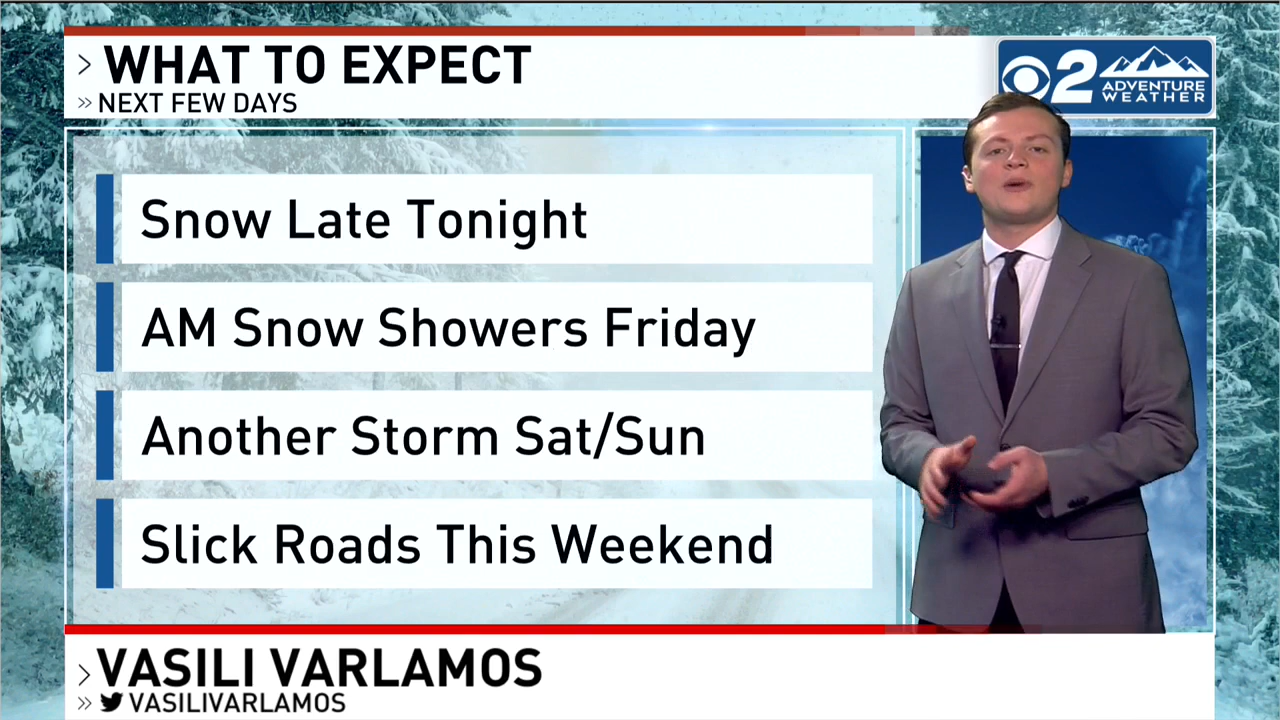 > WHAT TO EXPECT
» NEXT FEW DAYS
2 ADVENTURE
WEATHER
Snow Late Tonight
AM Snow Showers Friday
Another Storm Sat/Sun
Slick Roads This Weekend
> VASILI VARLAMOS
» VASILIVARLAMOS